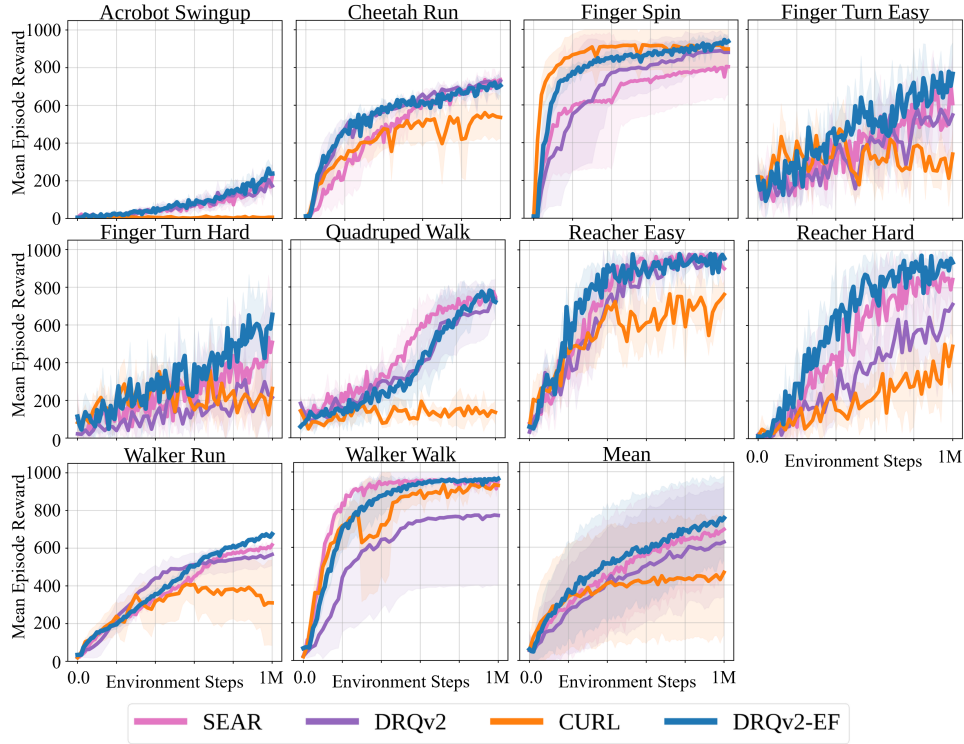 Acrobot Swingup
Cheetah Run
Finger Spin
Finger Turn Easy
Mean Episode Reward
1000
800
600
400
200
0
Finger Turn Hard
Quadruped Walk
Reacher Easy
Reacher Hard
Mean Episode Reward
1000
800
600
400
200
0
0.0 Environment Steps 1M
Walker Run
Walker Walk
Mean
Mean Episode Reward
1000
800
600
400
200
0
0.0 Environment Steps 1M
0.0 Environment Steps 1M
0.0 Environment Steps 1M
SEAR DRQv2 CURL DRQv2-EF